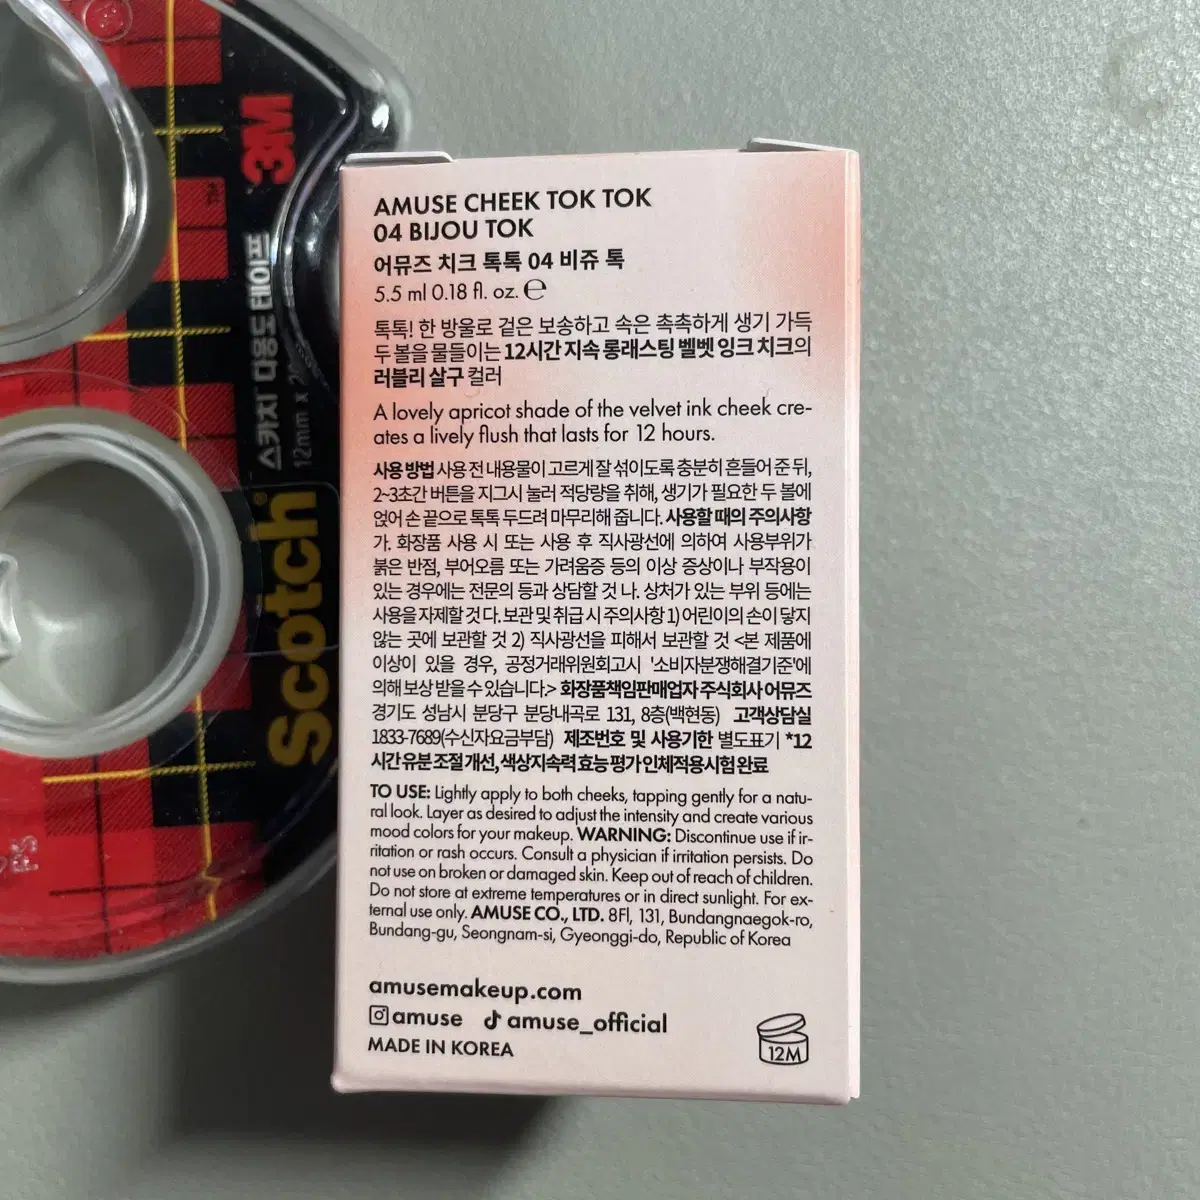 AMUSE CHEEK TOK TOK
04 BIJOU TOK
어뮤즈 치크 톡톡 04 비쥬 톡
5.5 ml 0.18 fl. oz. ℮
톡톡! 한 방울로 겉은 보송하고 속은 촉촉하게 생기 가득
두 볼을 물들이는 12시간 지속 롱래스팅 벨벳 잉크 치크의
러블리 살구 컬러
A lovely apricot shade of the velvet ink cheek cre-
ates a lively flush that lasts for 12 hours.
사용 방법 사용 전 내용물이 고르게 잘 섞이도록 충분히 흔들어 준 뒤,
2~3초간 버튼을 지그시 눌러 적당량을 취해, 생기가 필요한 두 볼에
얹어 손 끝으로 톡톡 두드려 마무리해 줍니다. 사용할 때의 주의사항
가. 화장품 사용 시 또는 사용 후 직사광선에 의하여 사용부위가
붉은 반점, 부어오름 또는 가려움증 등의 이상 증상이나 부작용이
있는 경우에는 전문의 등과 상담할 것 나. 상처가 있는 부위 등에는
사용을 자제할 것 다. 보관 및 취급 시 주의사항 1) 어린이의 손이 닿지
않는 곳에 보관할 것 2) 직사광선을 피해서 보관할 것 <본 제품에
이상이 있을 경우, 공정거래위원회고시 '소비자분쟁해결기준'에
의해 보상 받을 수 있습니다.> 화장품책임판매업자 주식회사 어뮤즈
경기도 성남시 분당구 분당내곡로 131, 8층(백현동) 고객상담실
1833-7689(수신자요금부담) 제조번호 및 사용기한 별도표기 *12
시간 유분 조절 개선, 색상지속력 효능 평가 인체적용시험 완료
TO USE: Lightly apply to both cheeks, tapping gently for a natu-
ral look. Layer as desired to adjust the intensity and create various
mood colors for your makeup. WARNING: Discontinue use if ir-
ritation or rash occurs. Consult a physician if irritation persists. Do
not use on broken or damaged skin. Keep out of reach of children.
Do not store at extreme temperatures or in direct sunlight. For ex-
ternal use only. AMUSE CO., LTD. 8Fl, 131, Bundangnaegok-ro,
Bundang-gu, Seongnam-si, Gyeonggi-do, Republic of Korea
amusemakeup.com
amuse amuse_official
MADE IN KOREA
12M
3M
스카치 다용도 테이프
12mm x
Scotch